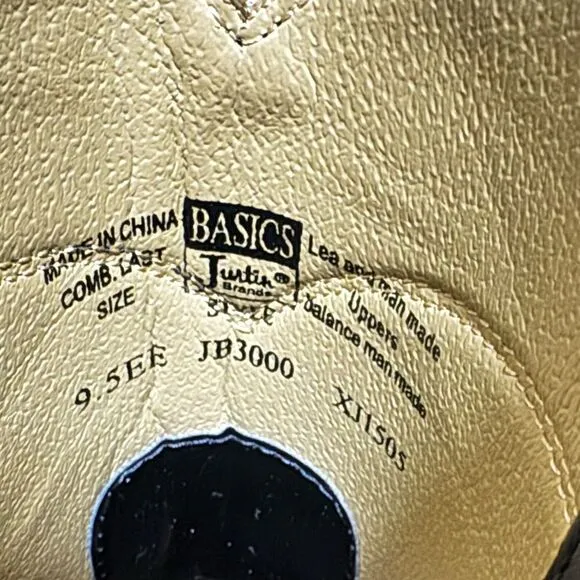 MADE IN CHINA
COMB. LAST
SIZE
9.5EE
BASICS
Justin®
Brands
STYLE
JB3000
Lea and man made
Uppers
balance man made
XJ1505